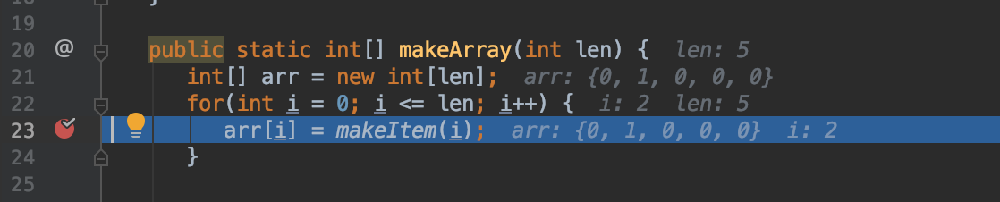 18 }
19
20 @ public static int[] makeArray(int len) { len: 5
21 int[] arr = new int[len]; arr: {0, 1, 0, 0, 0}
22 for(int i = 0; i <= len; i++) { i: 2 len: 5
23 arr[i] = makeItem(i); arr: {0, 1, 0, 0, 0} i: 2
24 }
25